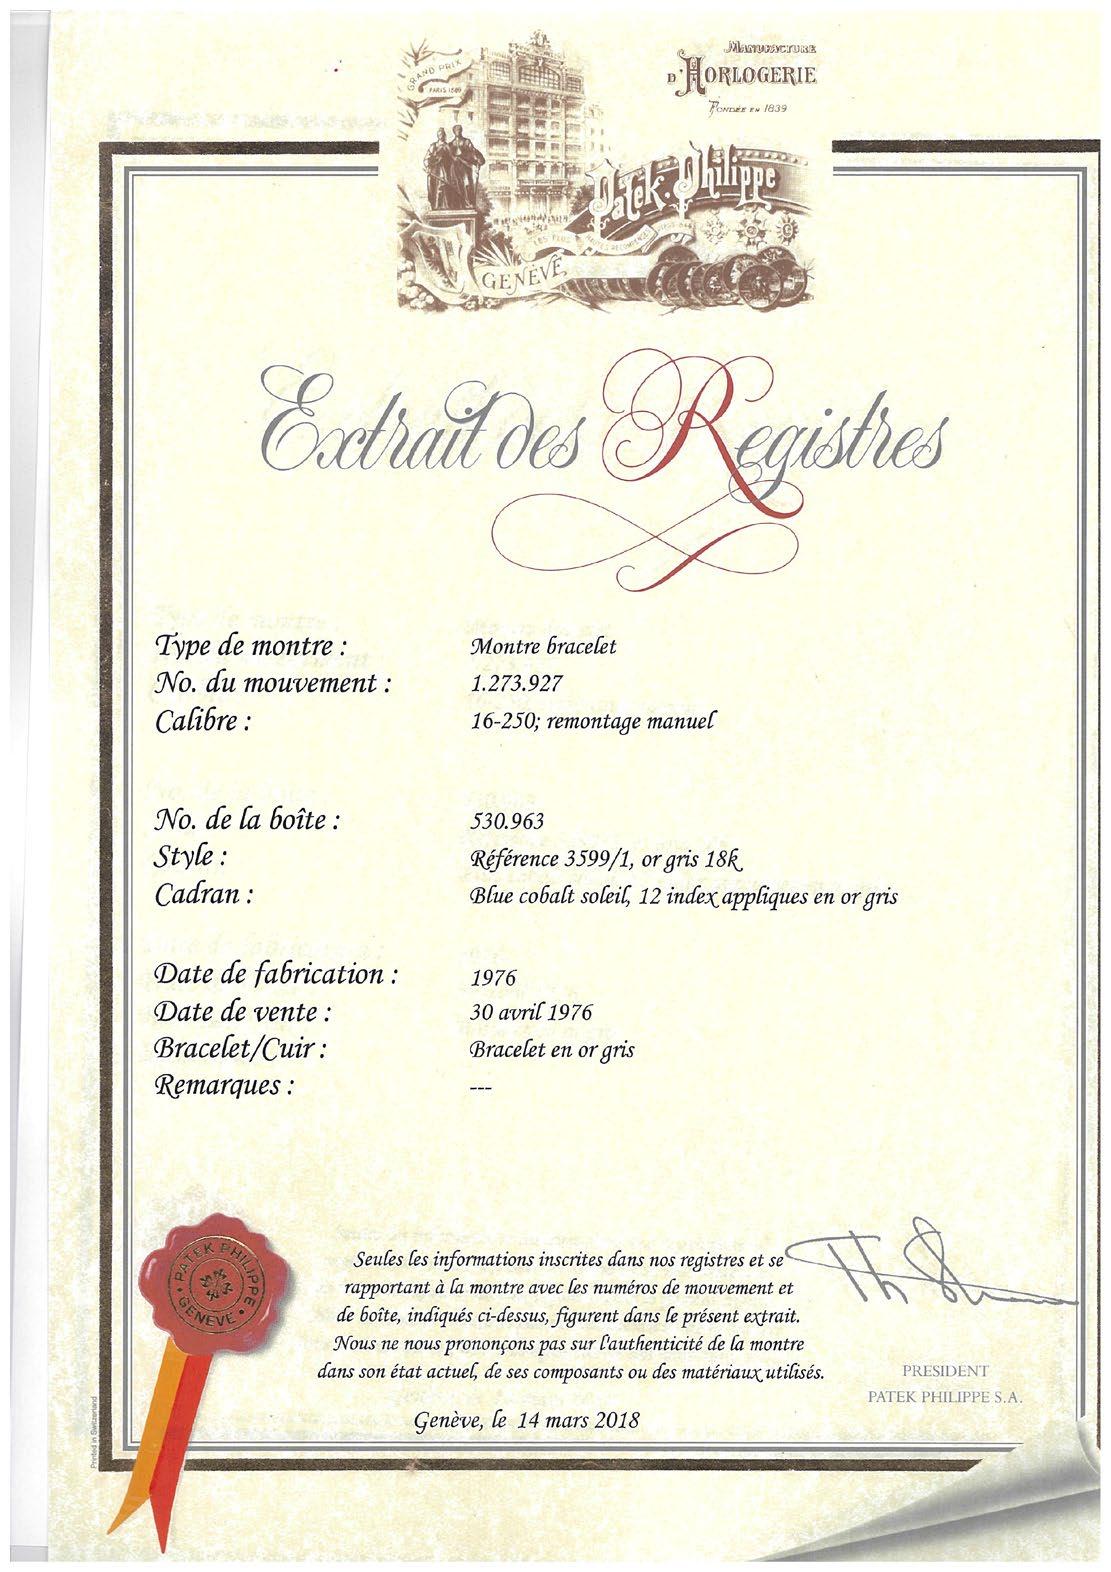 MANUFACTURE
D'HORLOGERIE
FONDÉE EN 1839
GRAND PRIX
PARIS 1889
Patek. Philippe
LES PLUS HAUTES RECOMPENSES
GENÈVE
Extrait des Registres
Type de montre : Montre bracelet
No. du mouvement : 1.273.927
Calibre : 16-250; remontage manuel
No. de la boîte : 530.963
Style : Référence 3599/1, or gris 18k
Cadran : Blue cobalt soleil, 12 index appliques en or gris
Date de fabrication : 1976
Date de vente : 30 avril 1976
Bracelet/Cuir : Bracelet en or gris
Remarques : ---
Seules les informations inscrites dans nos registres et se
rapportant à la montre avec les numéros de mouvement et
de boîte, indiqués ci-dessus, figurent dans le présent extrait.
Nous ne nous prononçons pas sur l'authenticité de la montre
dans son état actuel, de ses composants ou des matériaux utilisés.
Genève, le 14 mars 2018
PRESIDENT
PATEK PHILIPPE S.A.
PATEK PHILIPPE
GENEVE
Printed in Switzerland